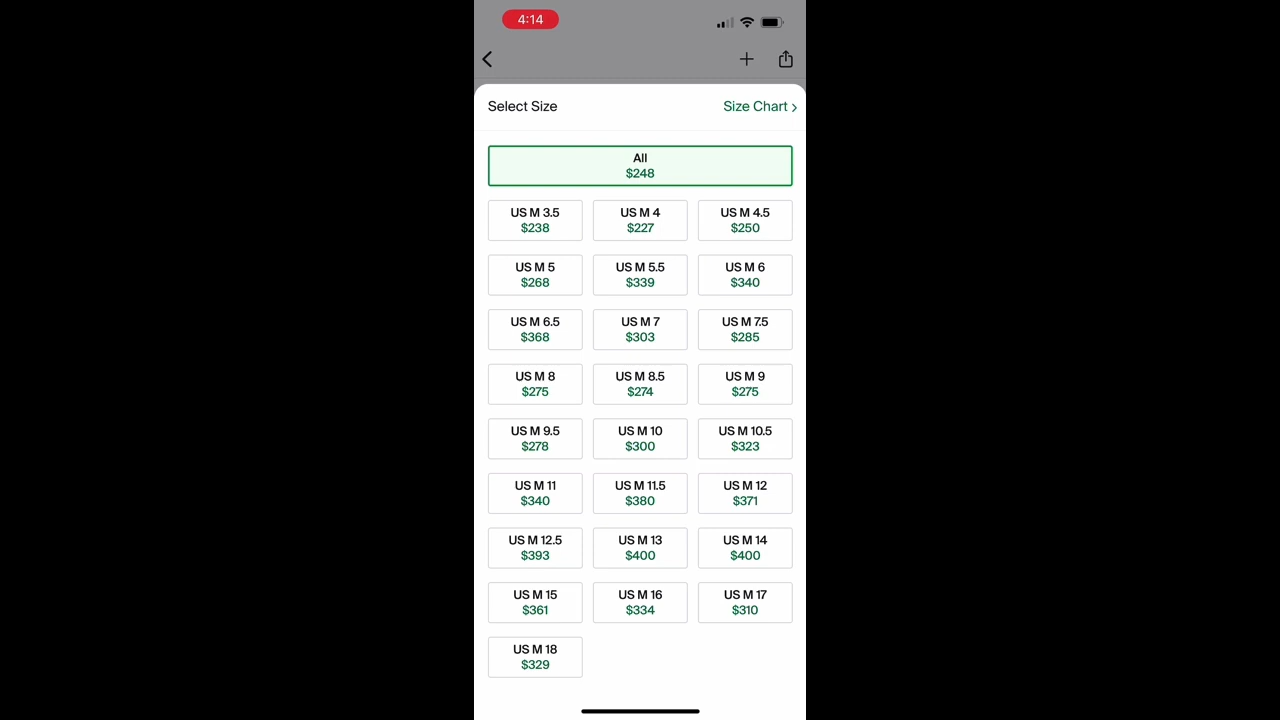 4:14
Select Size
Size Chart
All
$248
US M 3.5
$238
US M 4
$227
US M 4.5
$250
US M 5
$268
US M 5.5
$339
US M 6
$340
US M 6.5
$368
US M 7
$303
US M 7.5
$285
US M 8
$275
US M 8.5
$274
US M 9
$275
US M 9.5
$278
US M 10
$300
US M 10.5
$323
US M 11
$340
US M 11.5
$380
US M 12
$371
US M 12.5
$393
US M 13
$400
US M 14
$400
US M 15
$361
US M 16
$334
US M 17
$310
US M 18
$329